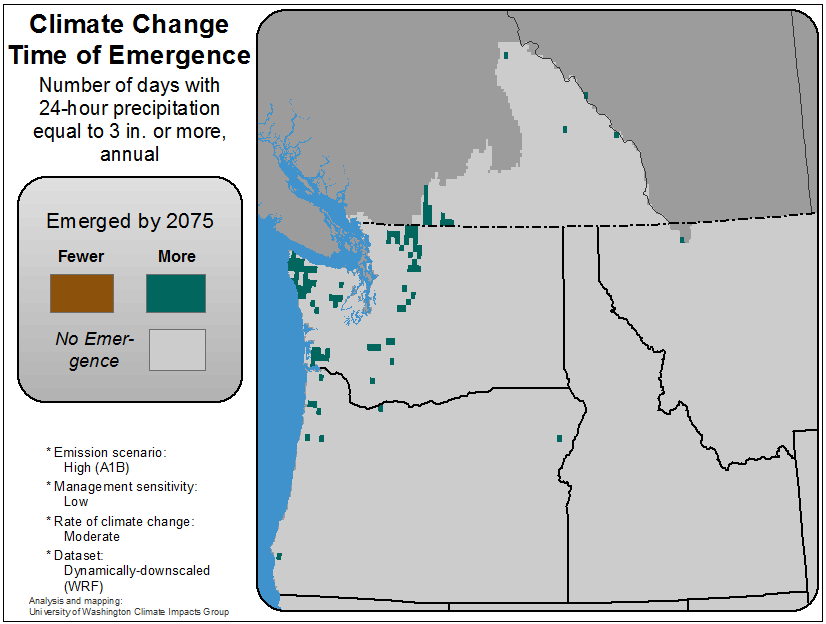 Climate Change
Time of Emergence
Number of days with
24-hour precipitation
equal to 3 in. or more,
annual
Emerged by 2075
Fewer More
No Emer-
gence
* Emission scenario:
High (A1B)
* Management sensitivity:
Low
* Rate of climate change:
Moderate
* Dataset:
Dynamically-downscaled
(WRF)
Analysis and mapping:
University of Washington Climate Impacts Group